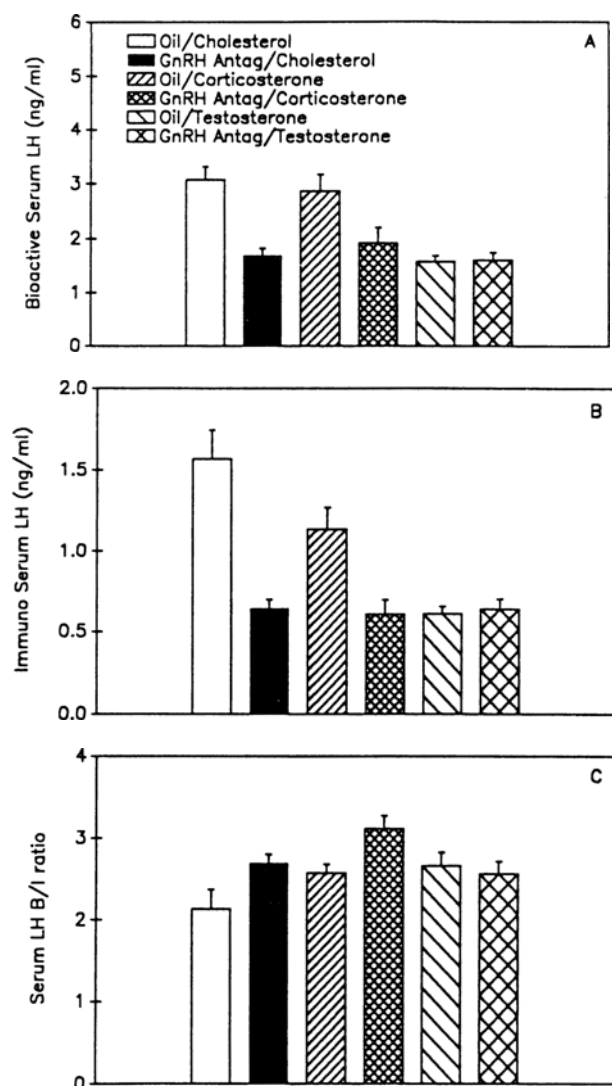 A
Oil/Cholesterol
GnRH Antag/Cholesterol
Oil/Corticosterone
GnRH Antag/Corticosterone
Oil/Testosterone
GnRH Antag/Testosterone
Bioactive Serum LH (ng/ml)
6
5
4
3
2
1
0
B
Immuno Serum LH (ng/ml)
2.0
1.5
1.0
0.5
0.0
C
Serum LH B/I ratio
4
3
2
1
0